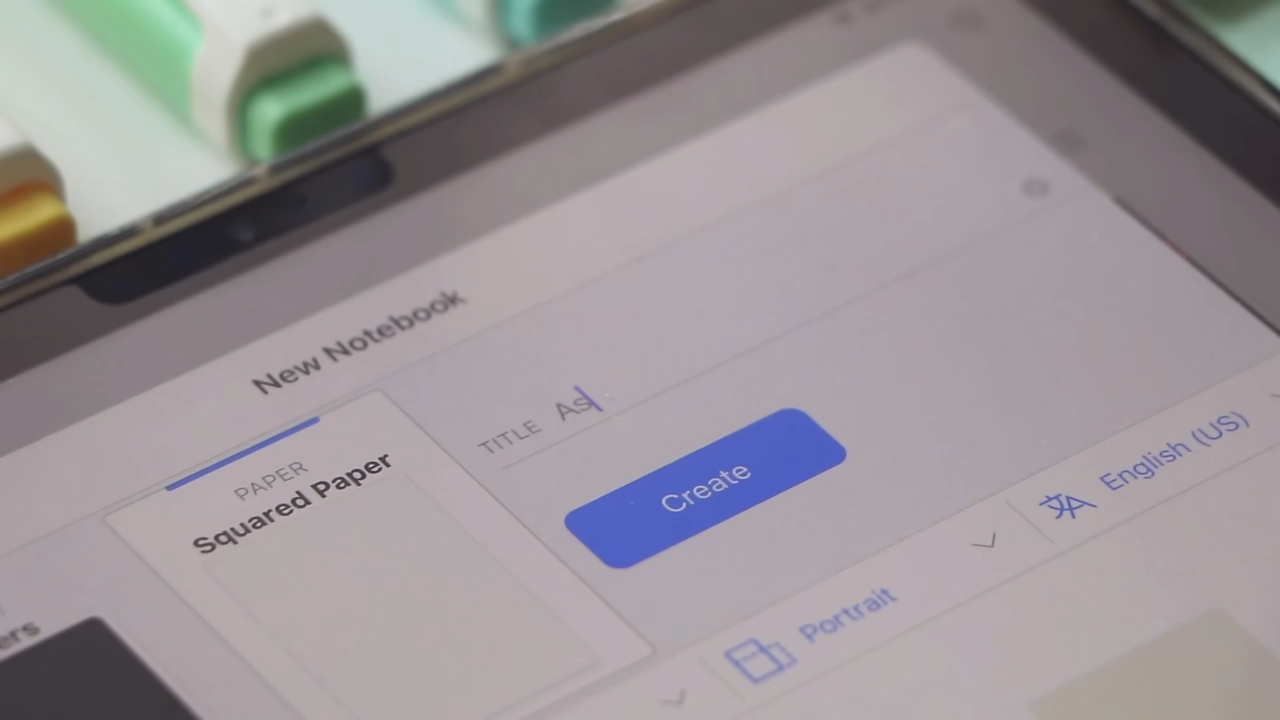 New Notebook
PAPER
Squared Paper
TITLE As
Create
English (US)
Portrait